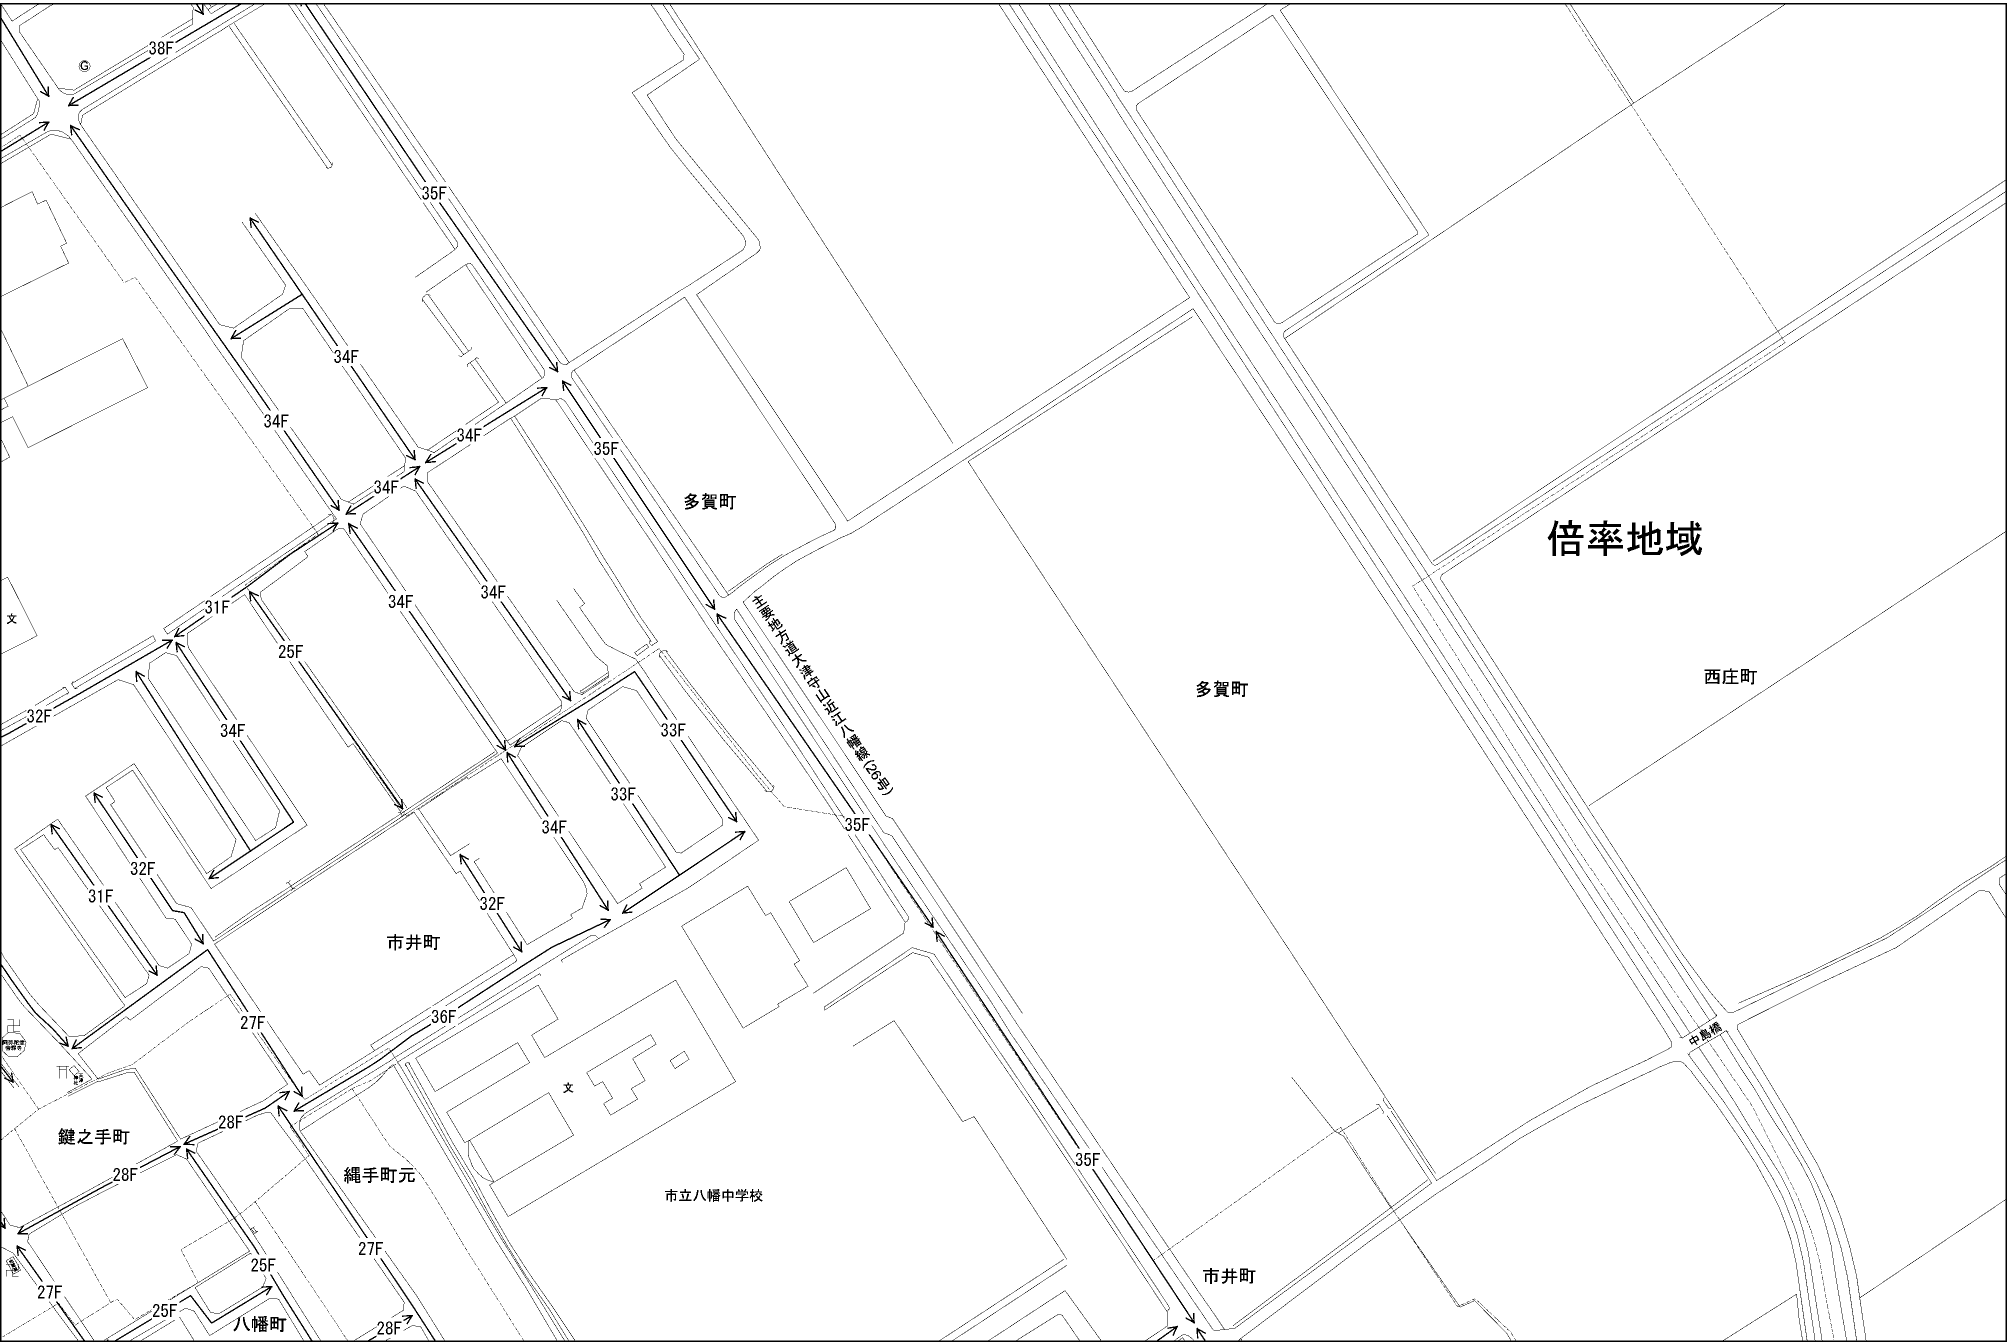 38F
G
35F
34F
34F
34F
35F
34F
多賀町
倍率地域
34F
34F
主要地方道大津守山近江八幡線(26号)
31F
文
25F
西庄町
多賀町
32F
34F
33F
33F
35F
34F
32F
31F
32F
市井町
36F
27F
中島橋
文
28F
鍵之手町
35F
28F
縄手町元
市立八幡中学校
27F
25F
市井町
27F
25F
八幡町
28F